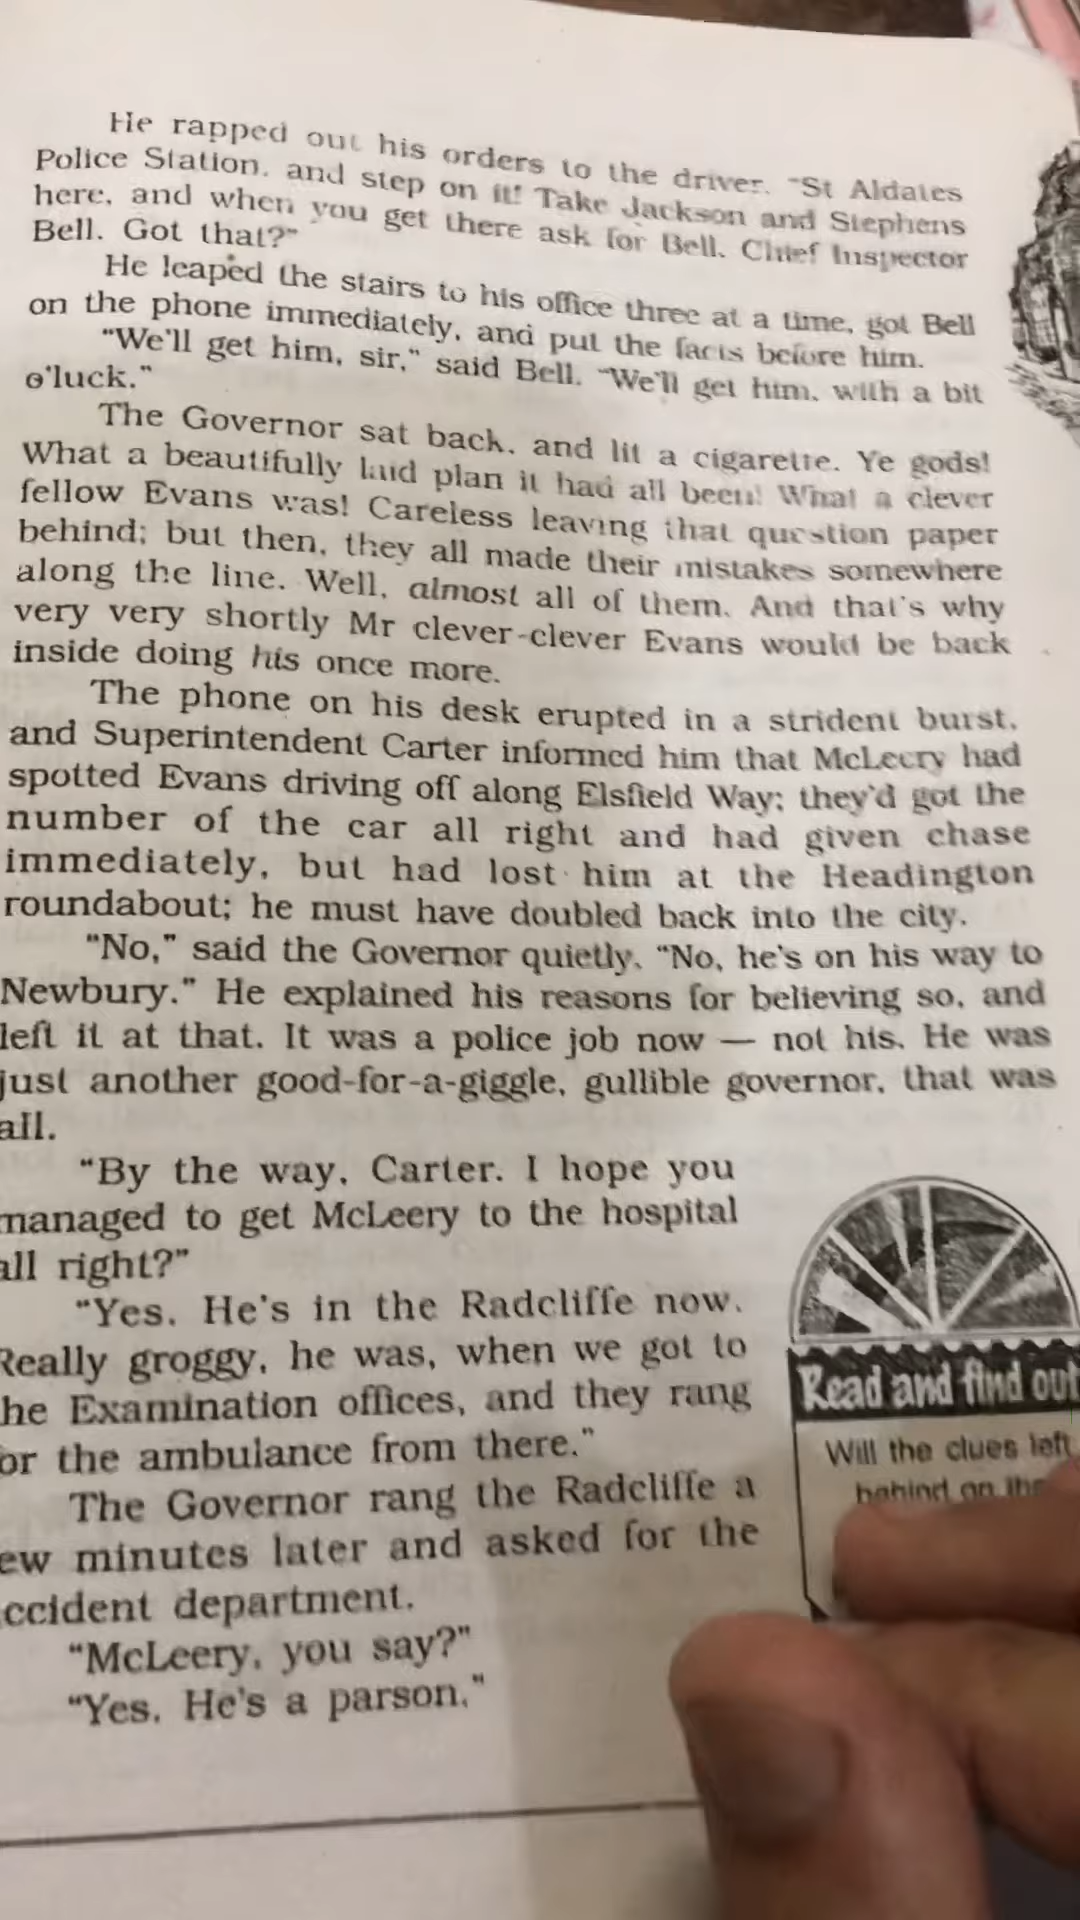 He rapped out his orders to the driver. "St Aldates
Police Station, and step on it! Take Jackson and Stephens
here, and when you get there ask for Bell. Chief Inspector
Bell. Got that?"
He leaped the stairs to his office three at a time, got Bell
on the phone immediately, and put the facts before him.
"We'll get him, sir," said Bell. "We'll get him, with a bit
o'luck."
The Governor sat back, and lit a cigarette. Ye gods!
What a beautifully laid plan it had all been! What a clever
fellow Evans was! Careless leaving that question paper
behind; but then, they all made their mistakes somewhere
along the line. Well, almost all of them. And that's why
very very shortly Mr clever-clever Evans would be back
inside doing his once more.
The phone on his desk erupted in a strident burst,
and Superintendent Carter informed him that McLeery had
spotted Evans driving off along Elsfield Way; they'd got the
number of the car all right and had given chase
immediately, but had lost him at the Headington
roundabout; he must have doubled back into the city.
"No," said the Governor quietly. "No, he's on his way to
Newbury." He explained his reasons for believing so, and
left it at that. It was a police job now — not his. He was
just another good-for-a-giggle, gullible governor, that was
all.
"By the way, Carter. I hope you
managed to get McLeery to the hospital
all right?"
"Yes. He's in the Radcliffe now.
Really groggy, he was, when we got to
he Examination offices, and they rang
or the ambulance from there."
The Governor rang the Radcliffe a
ew minutes later and asked for the
ccident department.
"McLeery, you say?"
"Yes. He's a parson."
Read and find out
Will the clues left
behind on the